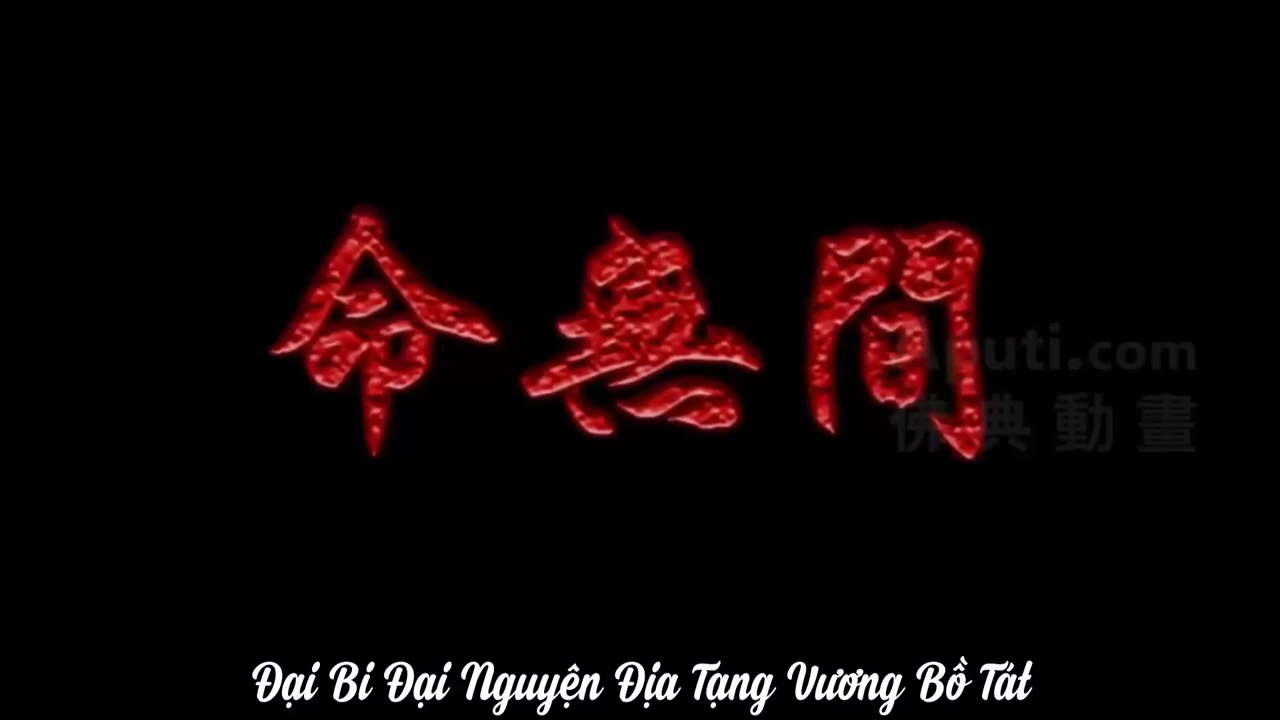 命無間
Aputi.com
佛典動畫
Đại Bi Đại Nguyện Địa Tạng Vương Bồ Tát